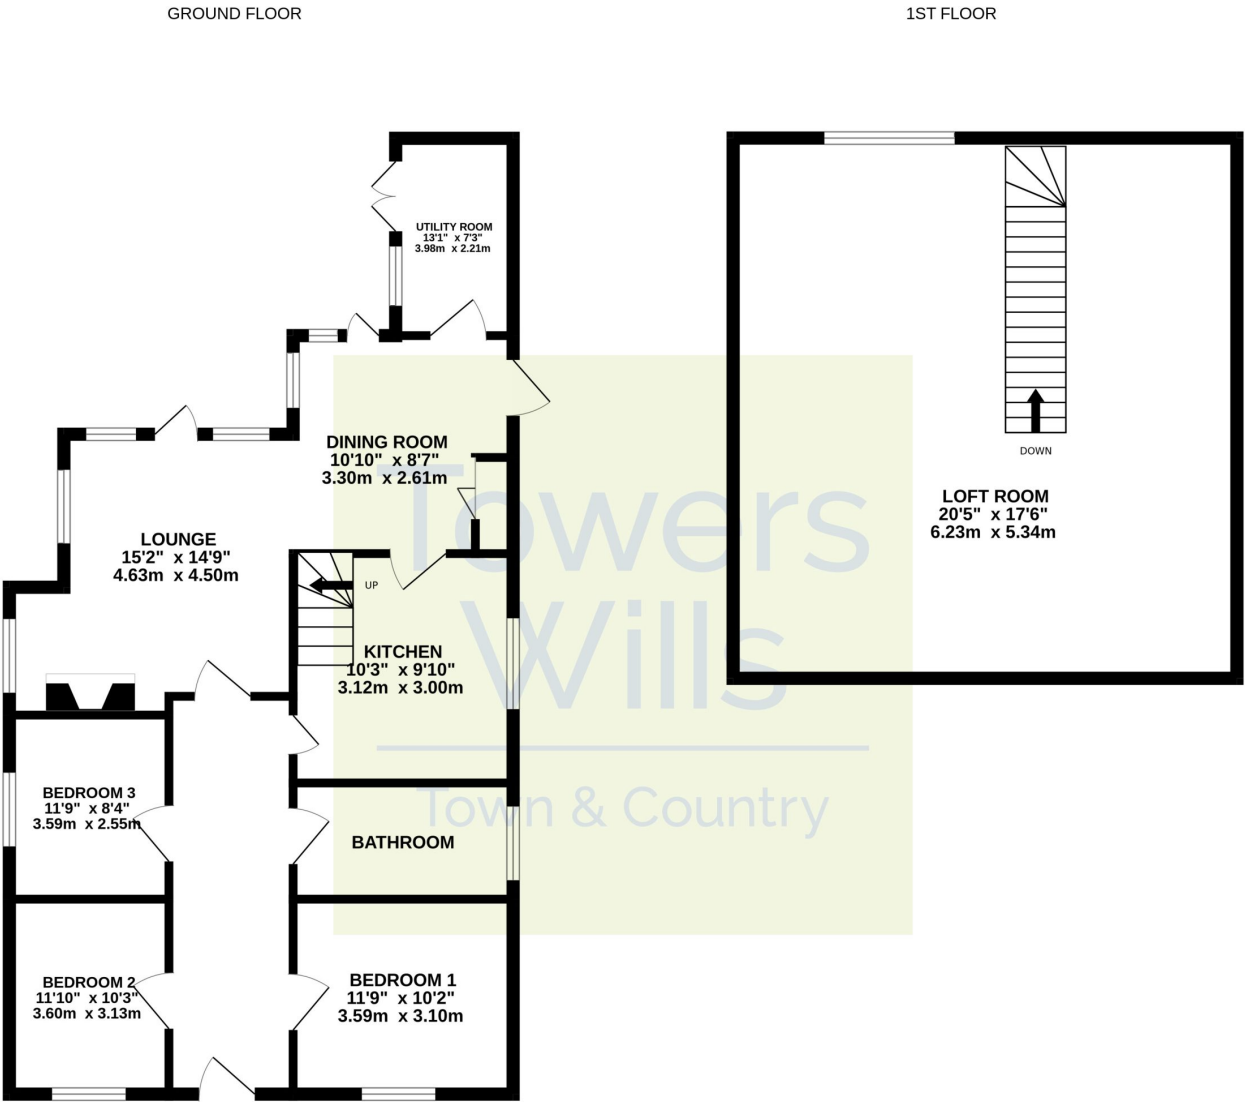 GROUND FLOOR
1ST FLOOR
UTILITY ROOM
13'1" x 7'3"
3.98m x 2.21m
DINING ROOM
10'10" x 8'7"
3.30m x 2.61m
LOUNGE
15'2" x 14'9"
4.63m x 4.50m
UP
KITCHEN
10'3" x 9'10"
3.12m x 3.00m
BEDROOM 3
11'9" x 8'4"
3.59m x 2.55m
BATHROOM
BEDROOM 2
11'10" x 10'3"
3.60m x 3.13m
BEDROOM 1
11'9" x 10'2"
3.59m x 3.10m
DOWN
LOFT ROOM
20'5" x 17'6"
6.23m x 5.34m
Towers
Wills
Town & Country